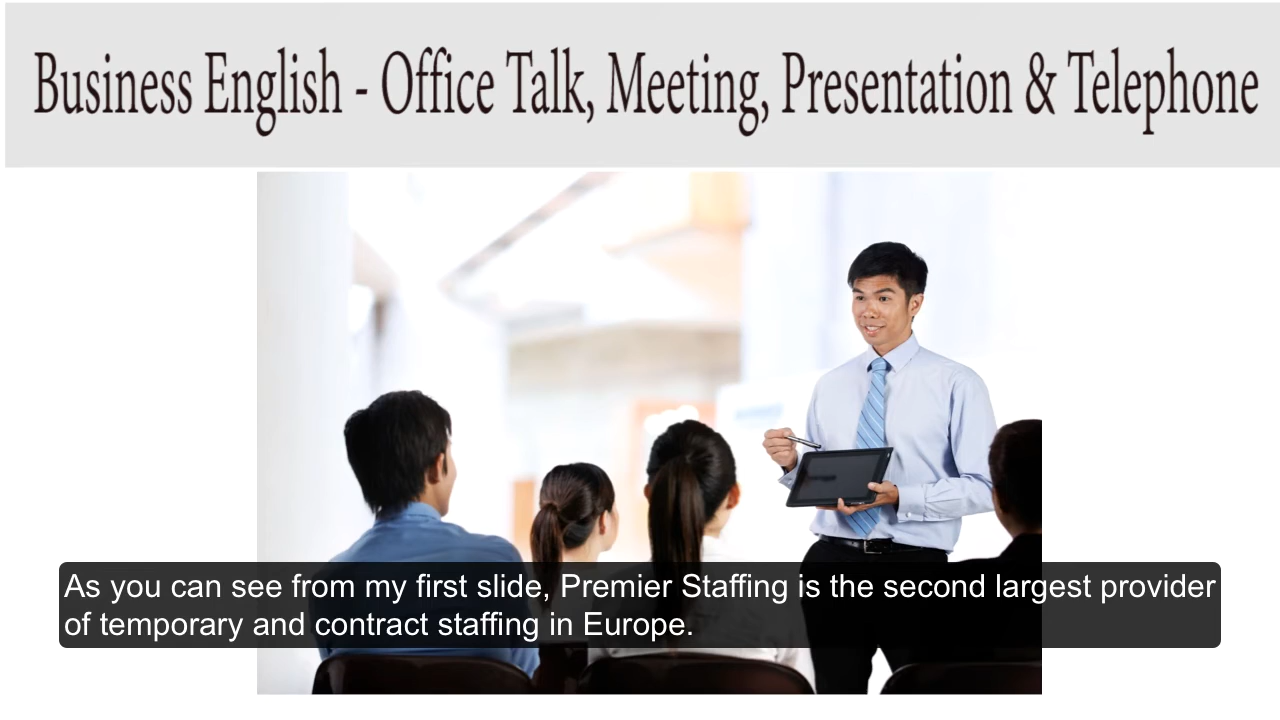 Business English - Office Talk, Meeting, Presentation & Telephone
As you can see from my first slide, Premier Staffing is the second largest provider
of temporary and contract staffing in Europe.